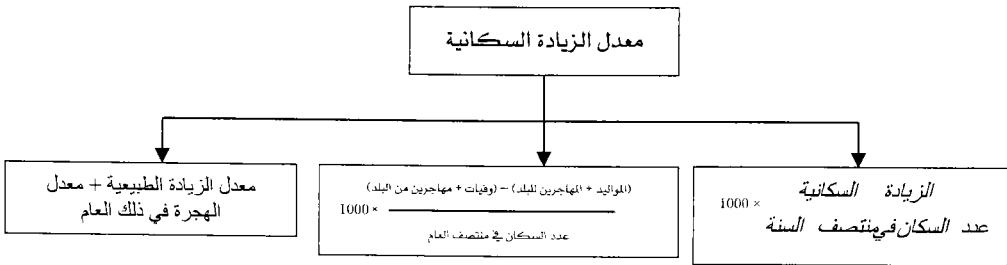 معدل الزيادة السكانية
الزيادة السكانية
1000 ×
عدد السكان في منتصف السنة
(المواليد + المهاجرين للبلد) – (وفيات + مهاجرين من البلد)
1000 ×
عدد السكان في منتصف العام
معدل الزيادة الطبيعية + معدل
الهجرة في ذلك العام